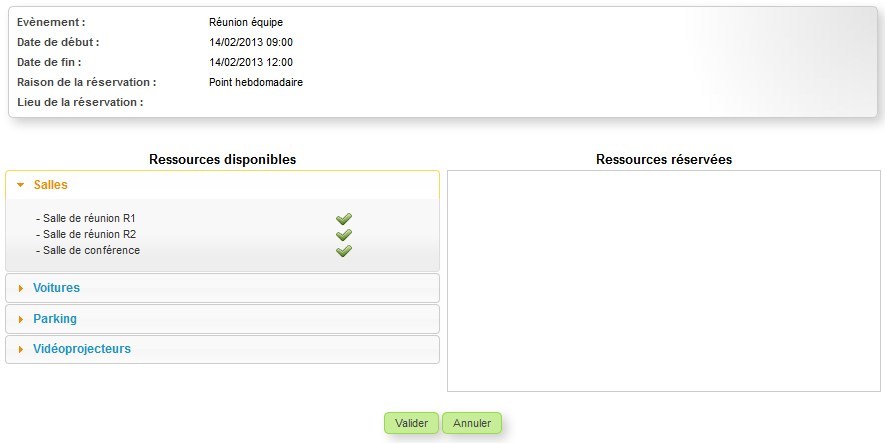 Evènement : Réunion équipe
Date de début : 14/02/2013 09:00
Date de fin : 14/02/2013 12:00
Raison de la réservation : Point hebdomadaire
Lieu de la réservation :
Ressources disponibles
Salles
- Salle de réunion R1
- Salle de réunion R2
- Salle de conférence
Voitures
Parking
Vidéoprojecteurs
Ressources réservées
Valider Annuler